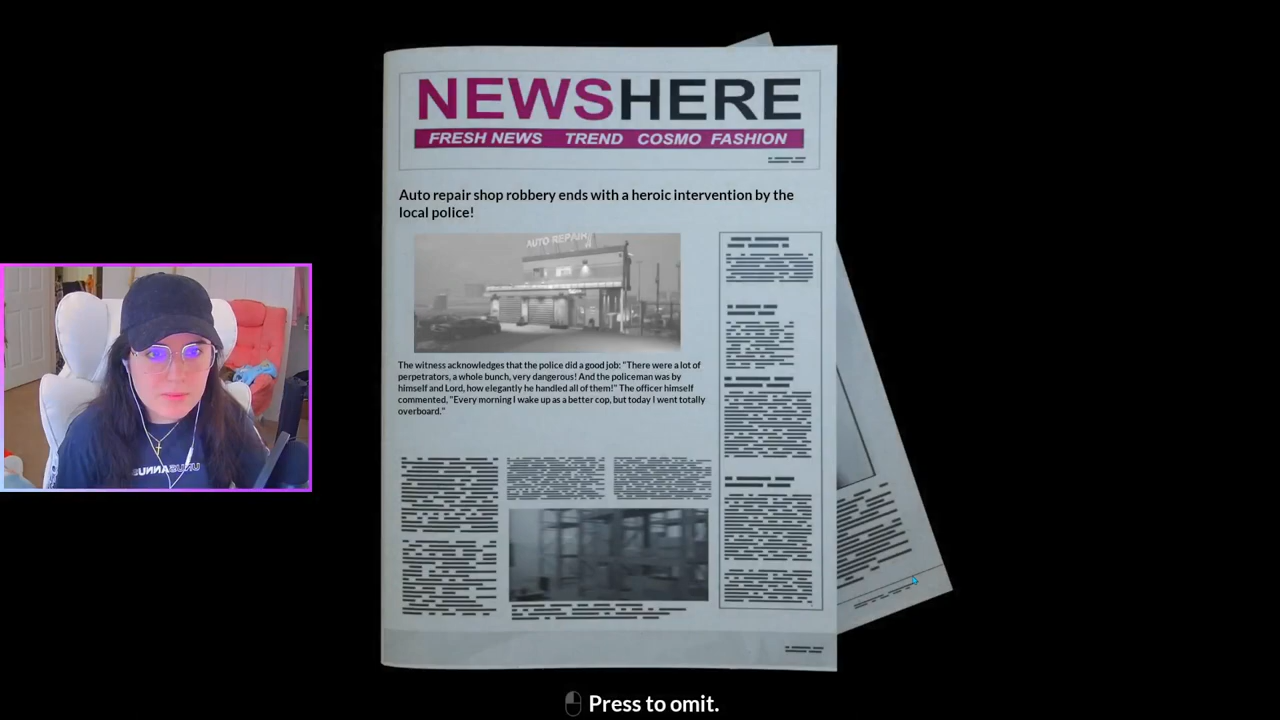 NEWSHERE
FRESH NEWS TREND COSMO FASHION
Auto repair shop robbery ends with a heroic intervention by the
local police!
AUTO REPAIR
The witness acknowledges that the police did a good job: "There were a lot of
perpetrators, a whole bunch, very dangerous! And the policeman was by
himself and Lord, how elegantly he handled all of them!" The officer himself
commented, "Every morning I wake up as a better cop, but today I went totally
overboard."
Press to omit.